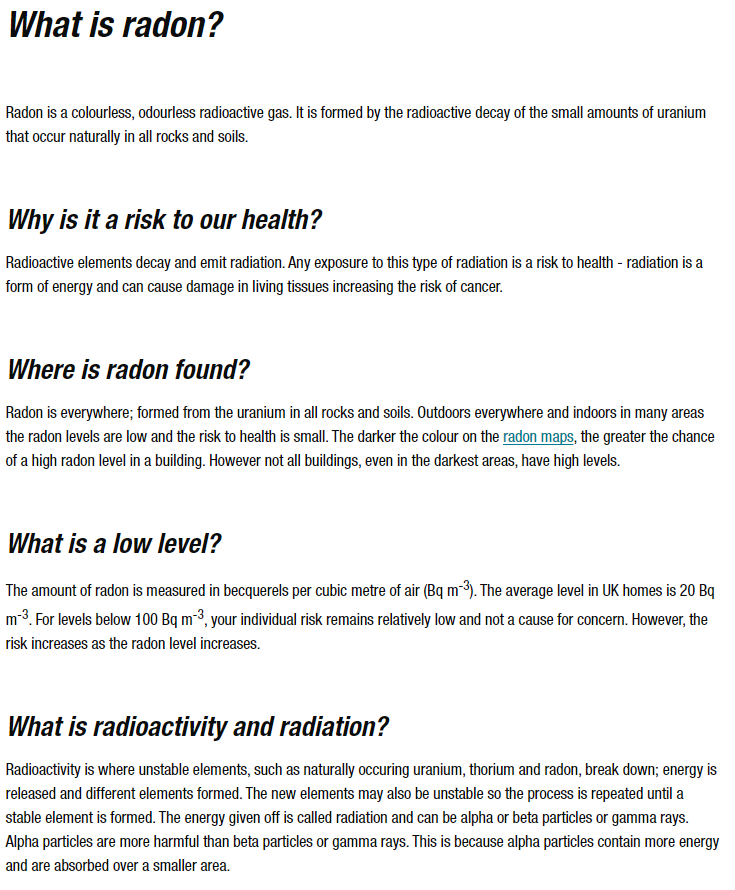 What is radon?
Radon is a colourless, odourless radioactive gas. It is formed by the radioactive decay of the small amounts of uranium
that occur naturally in all rocks and soils.
Why is it a risk to our health?
Radioactive elements decay and emit radiation. Any exposure to this type of radiation is a risk to health - radiation is a
form of energy and can cause damage in living tissues increasing the risk of cancer.
Where is radon found?
Radon is everywhere; formed from the uranium in all rocks and soils. Outdoors everywhere and indoors in many areas
the radon levels are low and the risk to health is small. The darker the colour on the radon maps, the greater the chance
of a high radon level in a building. However not all buildings, even in the darkest areas, have high levels.
What is a low level?
The amount of radon is measured in becquerels per cubic metre of air (Bq m⁻³). The average level in UK homes is 20 Bq
m⁻³. For levels below 100 Bq m⁻³, your individual risk remains relatively low and not a cause for concern. However, the
risk increases as the radon level increases.
What is radioactivity and radiation?
Radioactivity is where unstable elements, such as naturally occuring uranium, thorium and radon, break down; energy is
released and different elements formed. The new elements may also be unstable so the process is repeated until a
stable element is formed. The energy given off is called radiation and can be alpha or beta particles or gamma rays.
Alpha particles are more harmful than beta particles or gamma rays. This is because alpha particles contain more energy
and are absorbed over a smaller area.